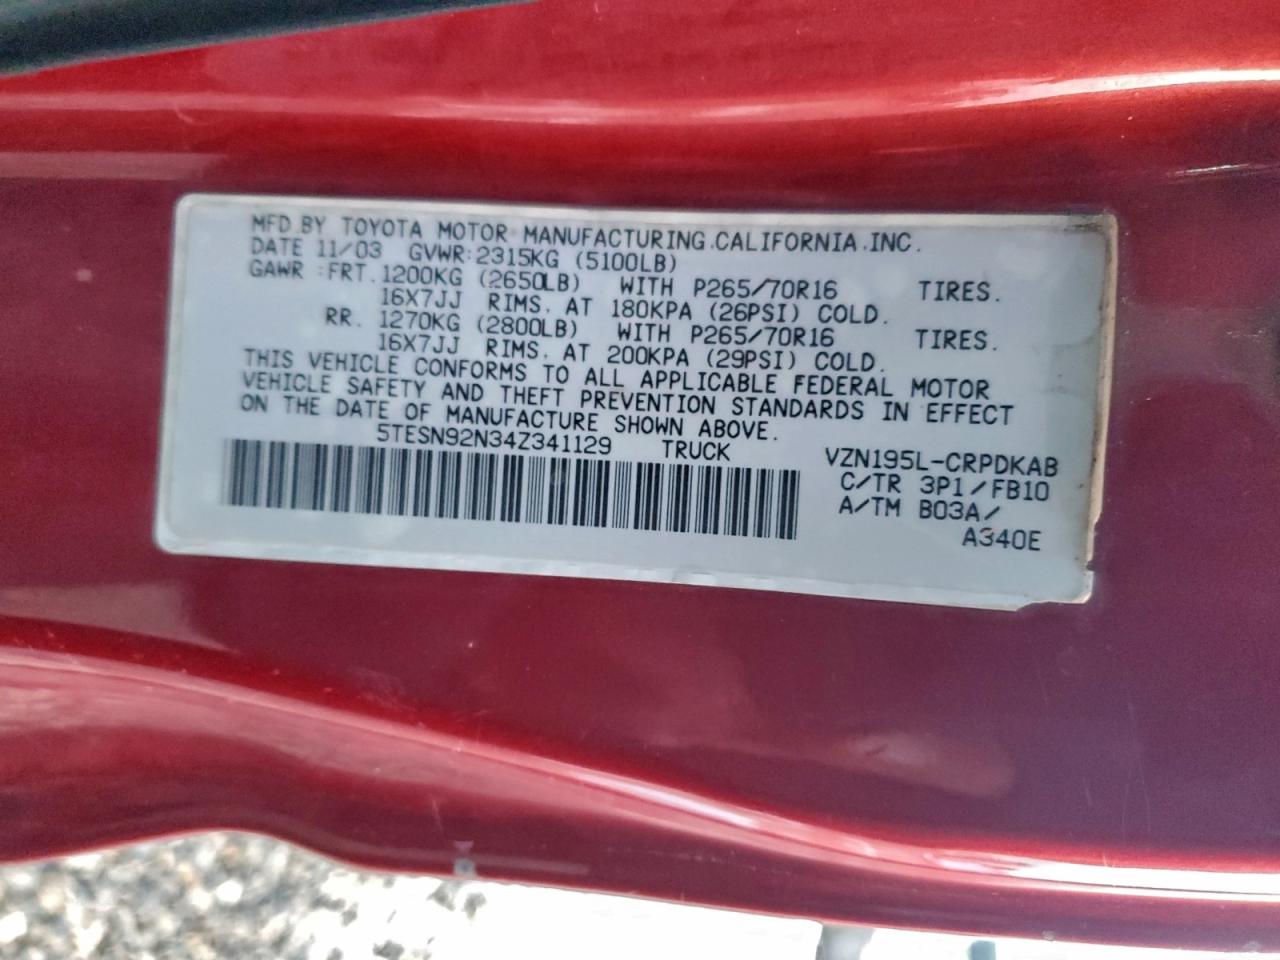 MFD.BY TOYOTA MOTOR MANUFACTURING.CALIFORNIA.INC.
DATE 11/03 GVWR:2315KG (5100LB)
GAWR :FRT.1200KG (2650LB) WITH P265/70R16 TIRES.
16X7JJ RIMS. AT 180KPA (26PSI) COLD.
RR. 1270KG (2800LB) WITH P265/70R16 TIRES.
16X7JJ RIMS. AT 200KPA (29PSI) COLD.
THIS VEHICLE CONFORMS TO ALL APPLICABLE FEDERAL MOTOR
VEHICLE SAFETY AND THEFT PREVENTION STANDARDS IN EFFECT
ON THE DATE OF MANUFACTURE SHOWN ABOVE.
5TESN92N34Z341129 TRUCK VZN195L-CRPDKAB
C/TR 3P1/FB10
A/TM B03A/
A340E